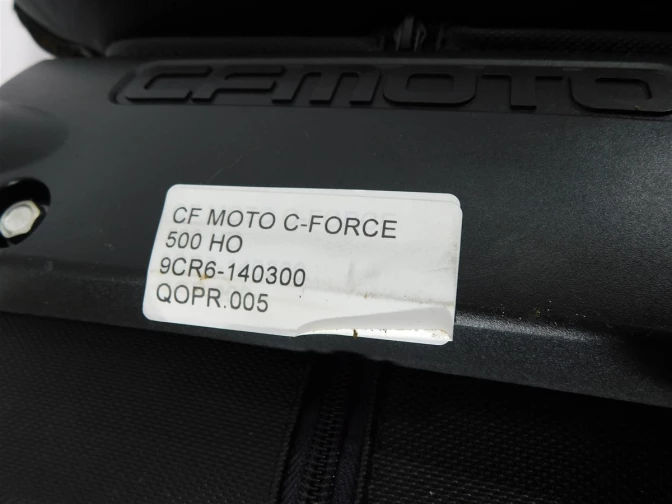 CFMOTO
CF MOTO C-FORCE
500 HO
9CR6-140300
QOPR.005